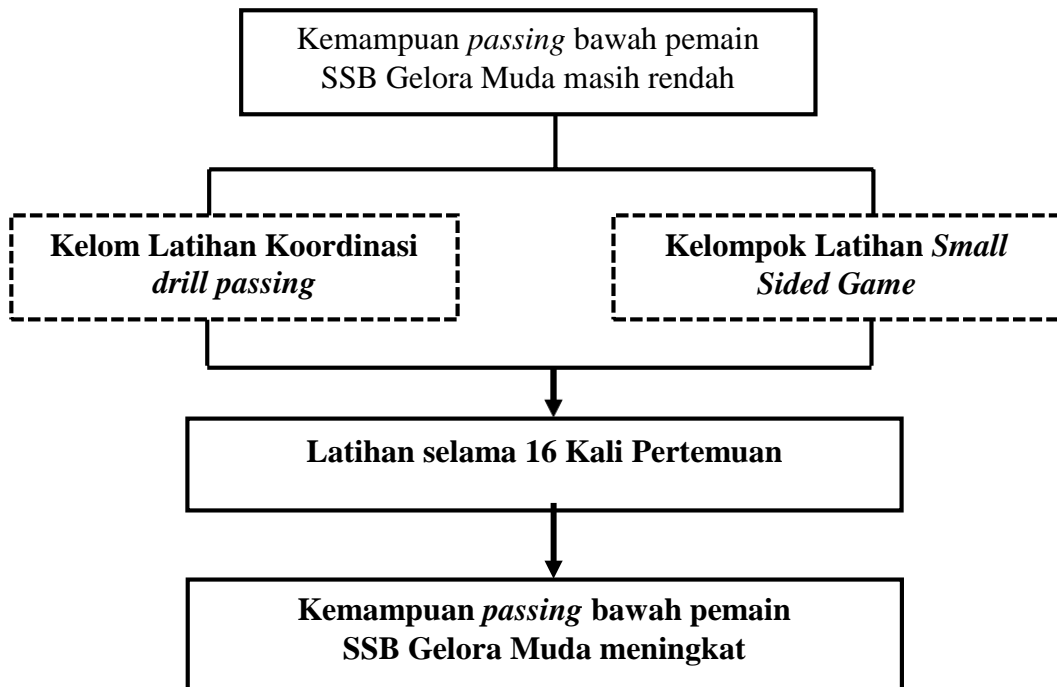 Kemampuan passing bawah pemain
SSB Gelora Muda masih rendah
Kelom Latihan Koordinasi
drill passing
Kelompok Latihan Small
Sided Game
Latihan selama 16 Kali Pertemuan
Kemampuan passing bawah pemain
SSB Gelora Muda meningkat